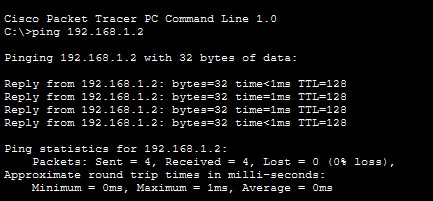 Cisco Packet Tracer PC Command Line 1.0
C:\>ping 192.168.1.2
Pinging 192.168.1.2 with 32 bytes of data:
Reply from 192.168.1.2: bytes=32 time<1ms TTL=128
Reply from 192.168.1.2: bytes=32 time<1ms TTL=128
Reply from 192.168.1.2: bytes=32 time<1ms TTL=128
Reply from 192.168.1.2: bytes=32 time<1ms TTL=128
Ping statistics for 192.168.1.2:
    Packets: Sent = 4, Received = 4, Lost = 0 (0% loss),
Approximate round trip times in milli-seconds:
    Minimum = 0ms, Maximum = 1ms, Average = 0ms